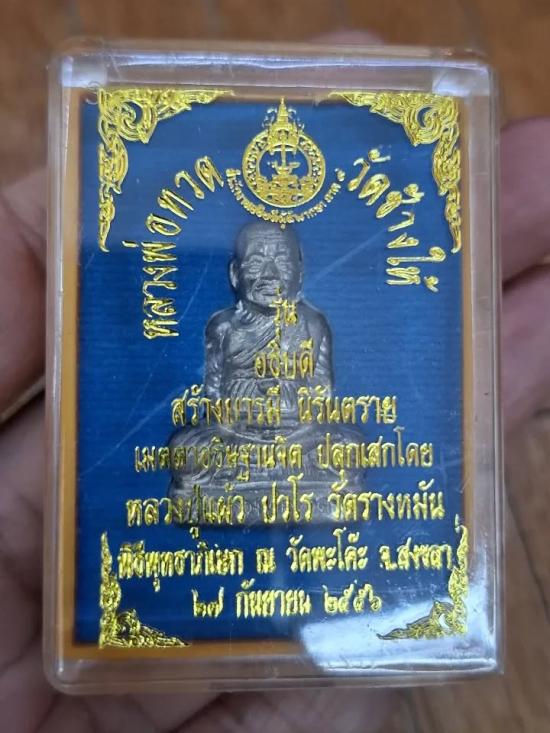 หลวงพ่อทวด วัดช้างให้
รุ่น
อธิบดี
สร้างบารมี นิรันตราย
เมตตาอธิษฐานจิต ปลุกเสกโดย
หลวงปู่แผ้ว ปวโร วัดรางหมัน
พิธีพุทธาภิเษก ณ วัดพะโค๊ะ จ.สงขลา
๒๗ กันยายน ๒๕๕๖